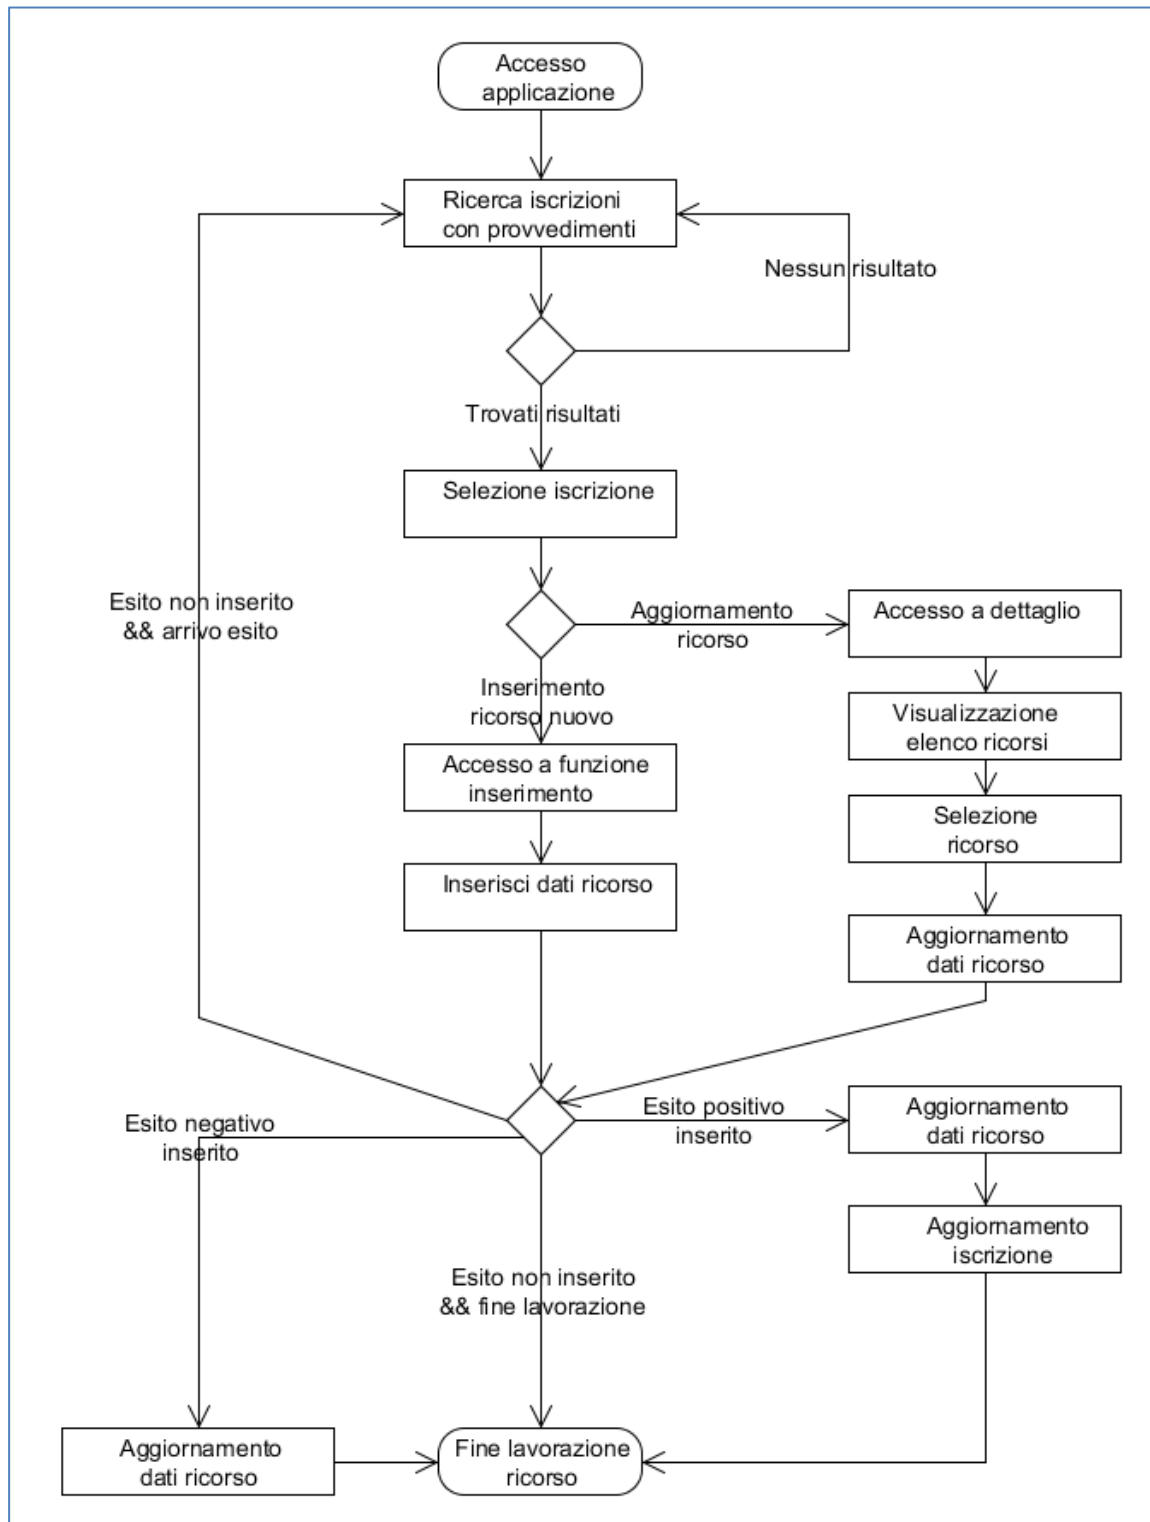 Accesso
applicazione
Ricerca iscrizioni
con provvedimenti
Nessun risultato
Trovati risultati
Selezione iscrizione
Esito non inserito
&& arrivo esito
Aggiornamento
ricorso
Accesso a dettaglio
Inserimento
ricorso nuovo
Visualizzazione
elenco ricorsi
Accesso a funzione
inserimento
Selezione
ricorso
Inserisci dati ricorso
Aggiornamento
dati ricorso
Esito negativo
inserito
Esito positivo
inserito
Aggiornamento
dati ricorso
Aggiornamento
iscrizione
Esito non inserito
&& fine lavorazione
Aggiornamento
dati ricorso
Fine lavorazione
ricorso